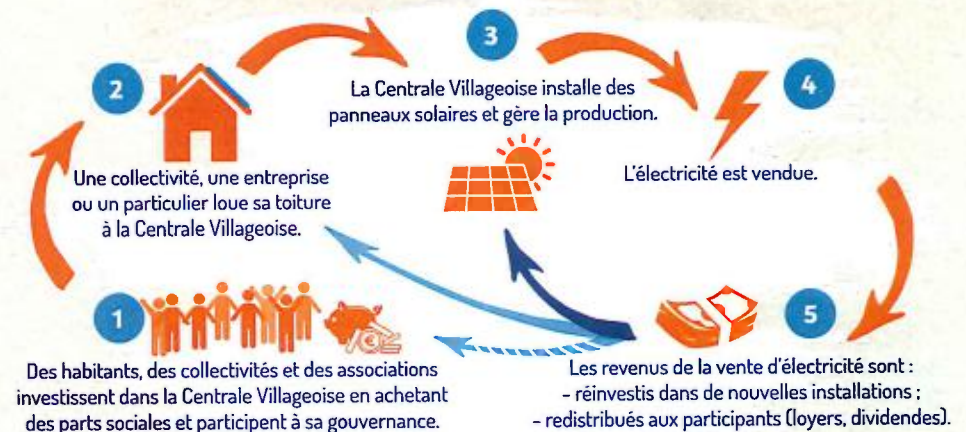 1
Des habitants, des collectivités et des associations
investissent dans la Centrale Villageoise en achetant
des parts sociales et participent à sa gouvernance.
2
Une collectivité, une entreprise
ou un particulier loue sa toiture
à la Centrale Villageoise.
3
La Centrale Villageoise installe des
panneaux solaires et gère la production.
4
L'électricité est vendue.
5
Les revenus de la vente d'électricité sont :
- réinvestis dans de nouvelles installations ;
- redistribués aux participants (loyers, dividendes).